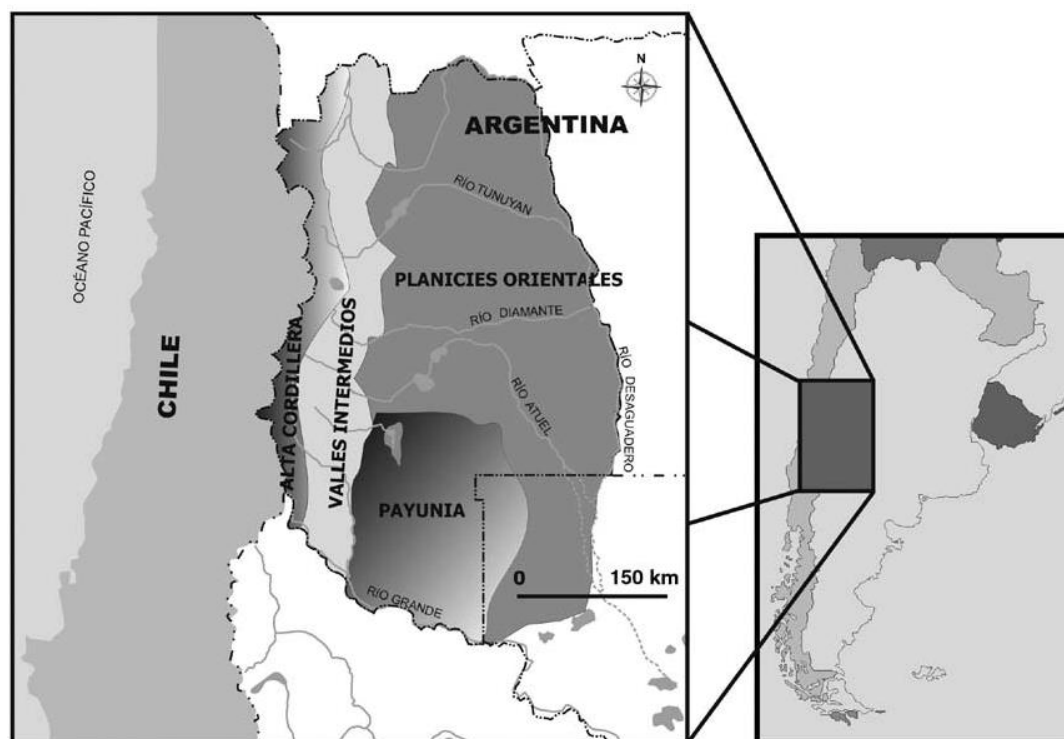 N
ARGENTINA
OCÉANO PACÍFICO
RÍO TUNUYAN
PLANICIES ORIENTALES
RÍO DIAMANTE
CHILE
ALTA CORDILLERA
VALLES INTERMEDIOS
RÍO ATUEL
RÍO DESAGUADERO
PAYUNIA
0 150 km
RÍO GRANDE